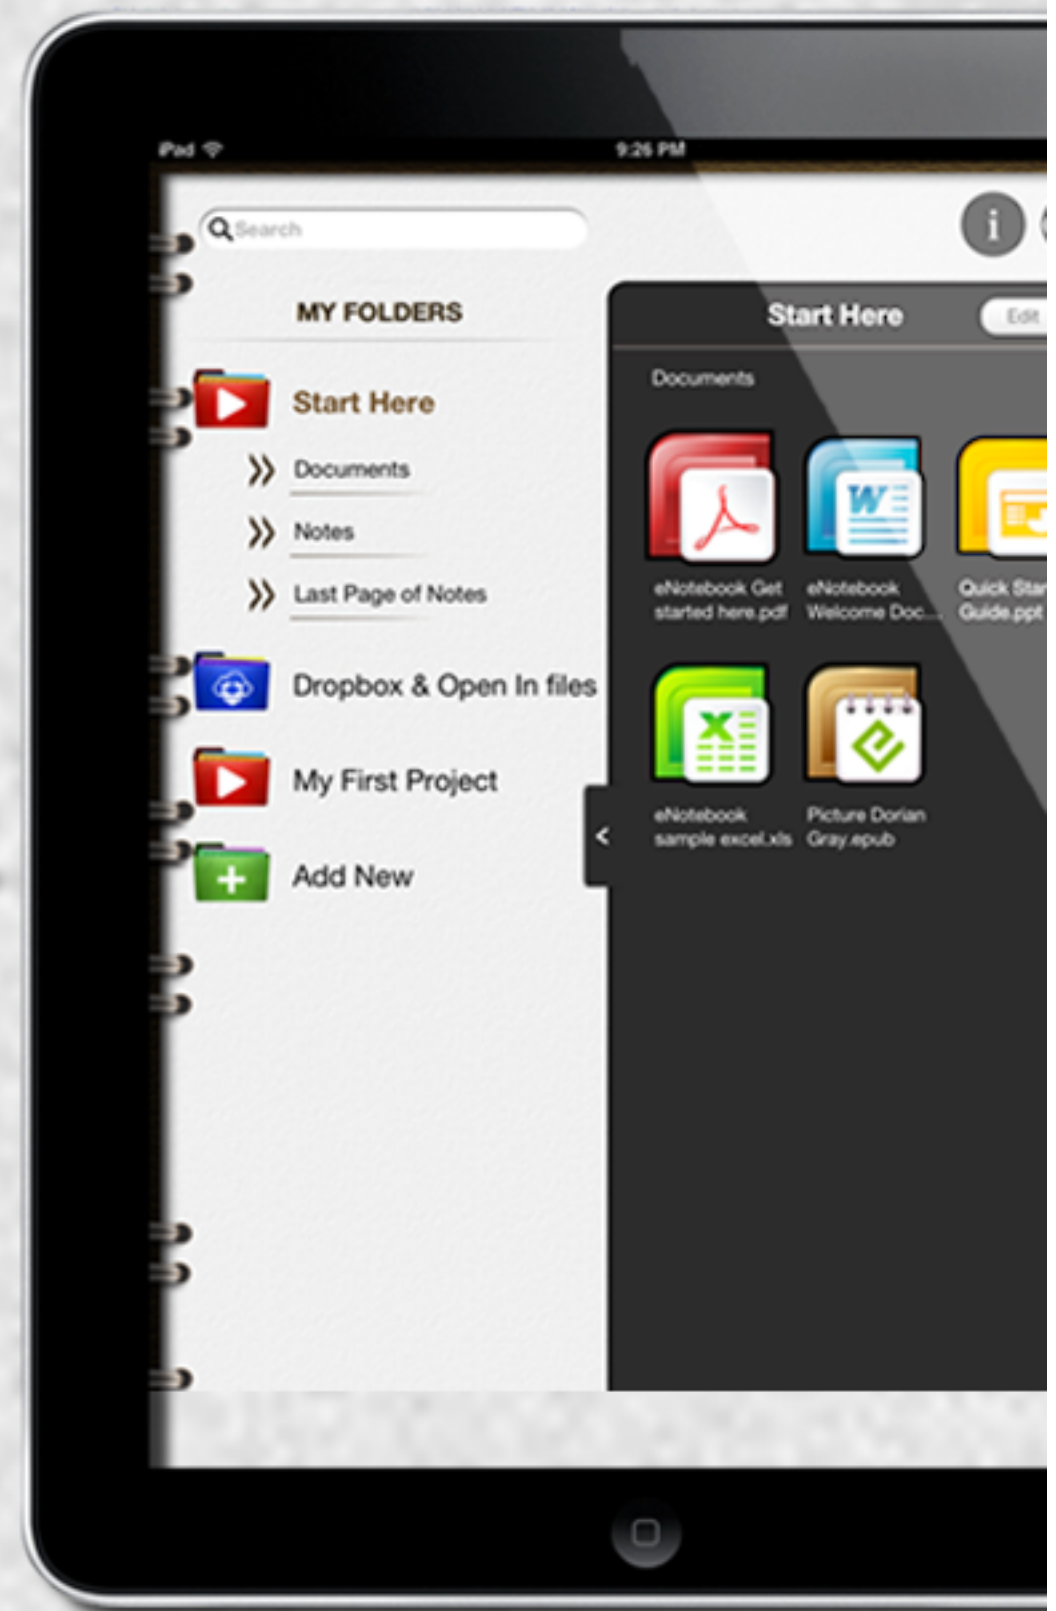 iPad
9:26 PM
Search
i
MY FOLDERS
Start Here
Documents
Notes
Last Page of Notes
Dropbox & Open In files
My First Project
Add New
Start Here
Edit
Documents
eNotebook Get
started here.pdf
eNotebook
Welcome Doc...
Quick Star
Guide.ppt
eNotebook
sample excel.xls
Picture Dorian
Gray.epub